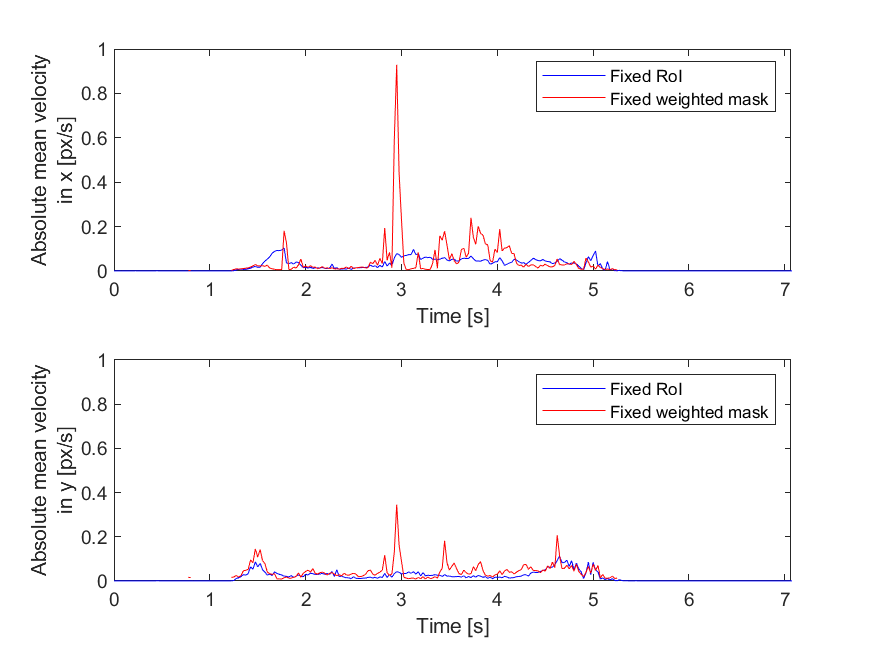 Absolute mean velocity
in x [px/s]
1
0.8
0.6
0.4
0.2
0
0 1 2 3 4 5 6 7
Time [s]
Fixed RoI
Fixed weighted mask
Absolute mean velocity
in y [px/s]
1
0.8
0.6
0.4
0.2
0
0 1 2 3 4 5 6 7
Time [s]
Fixed RoI
Fixed weighted mask